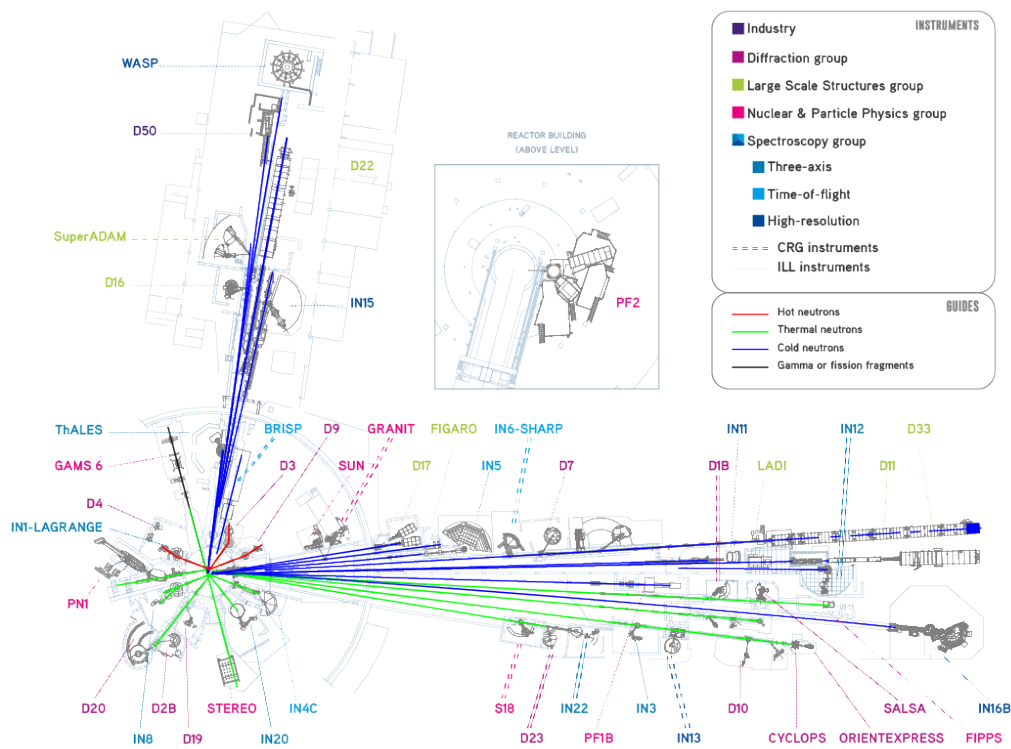 INSTRUMENTS
Industry
Diffraction group
Large Scale Structures group
Nuclear & Particle Physics group
Spectroscopy group
Three-axis
Time-of-flight
High-resolution
CRG instruments
ILL instruments
GUIDES
Hot neutrons
Thermal neutrons
Cold neutrons
Gamma or fission fragments
WASP
D50
REACTOR BUILDING
(ABOVE LEVEL)
D22
SuperADAM
D16
IN15
PF2
ThALES
BRISP
D9
GRANIT
FIGARO
IN6-SHARP
IN11
IN12
D33
GAMS 6
D3
SUN
D17
IN5
D7
D1B
LADI
D11
D4
IN1-LAGRANGE
PN1
D20
D2B
STEREO
IN4C
S18
IN22
IN3
D10
SALSA
IN16B
IN8
D19
IN20
D23
PF1B
IN13
CYCLOPS
ORIENTEXPRESS
FIPPS